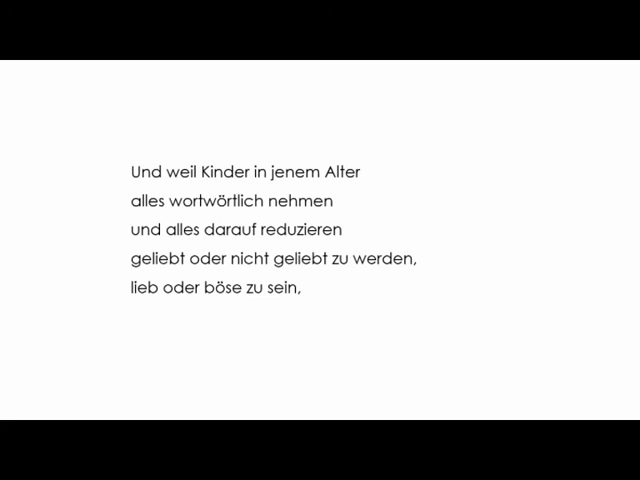 Und weil Kinder in jenem Alter
alles wortwörtlich nehmen
und alles darauf reduzieren
geliebt oder nicht geliebt zu werden,
lieb oder böse zu sein,